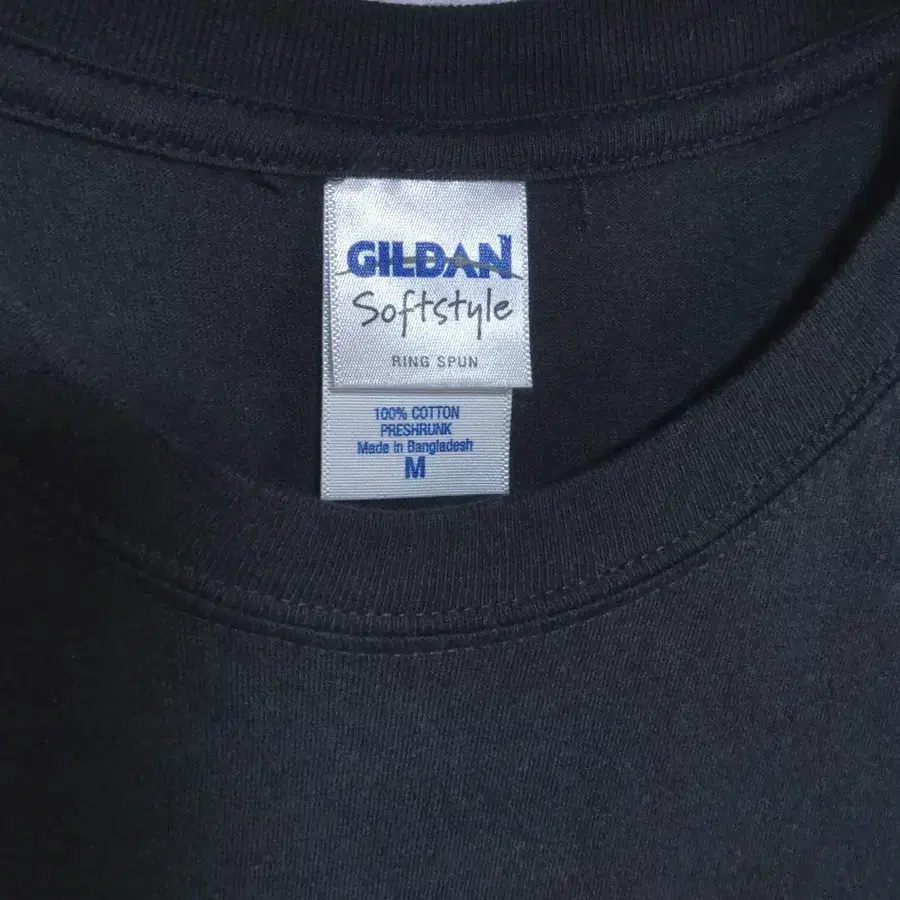 GILDAN
Softstyle
RING SPUN
100% COTTON
PRESHRUNK
Made in Bangladesh
M